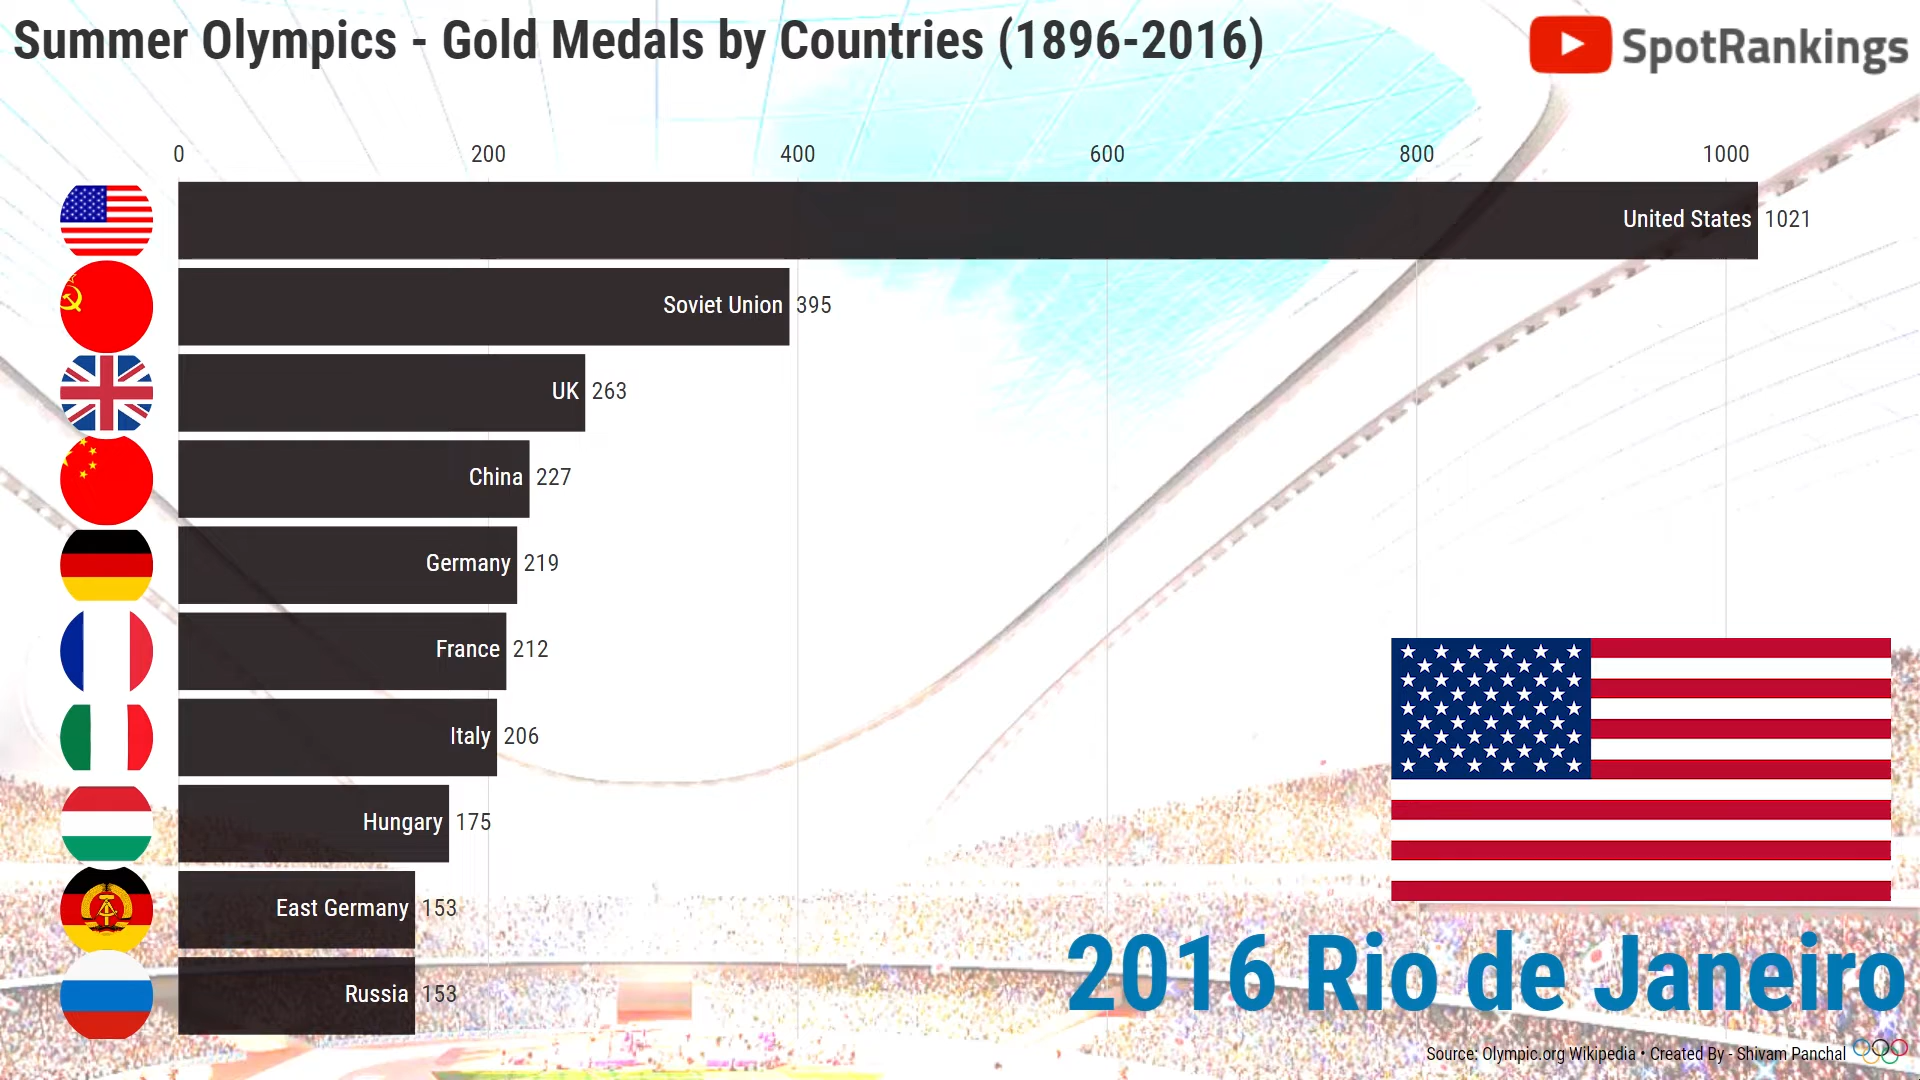 Summer Olympics - Gold Medals by Countries (1896-2016)
SpotRankings
0 200 400 600 800 1000
United States 1021
Soviet Union 395
UK 263
China 227
Germany 219
France 212
Italy 206
Hungary 175
East Germany 153
Russia 153
2016 Rio de Janeiro
Source: Olympic.org Wikipedia • Created By - Shivam Panchal